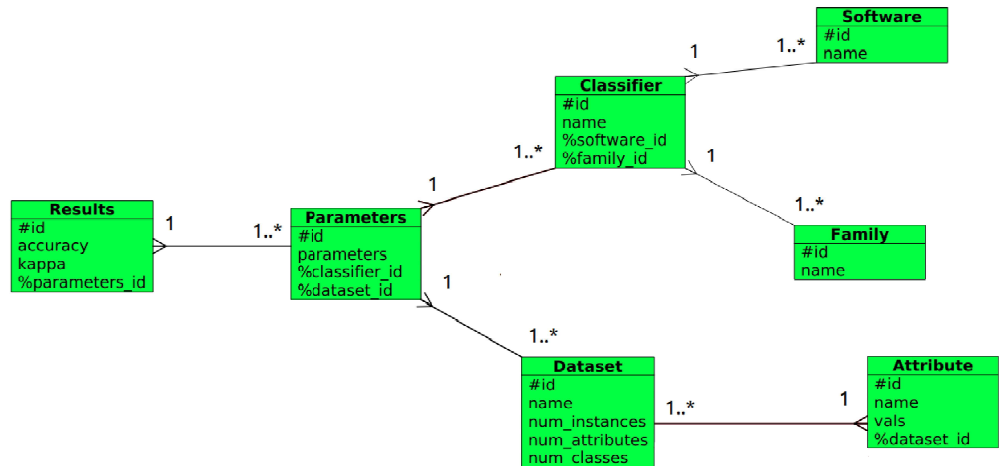 Software
#id
name
1
1..*
Classifier
#id
name
%software_id
%family_id
1
1..*
Family
#id
name
1..*
1
Results
#id
accuracy
kappa
%parameters_id
1
1..*
Parameters
#id
parameters
%classifier_id
%dataset_id
1
1..*
Dataset
#id
name
num_instances
num_attributes
num_classes
1..*
1
Attribute
#id
name
vals
%dataset_id